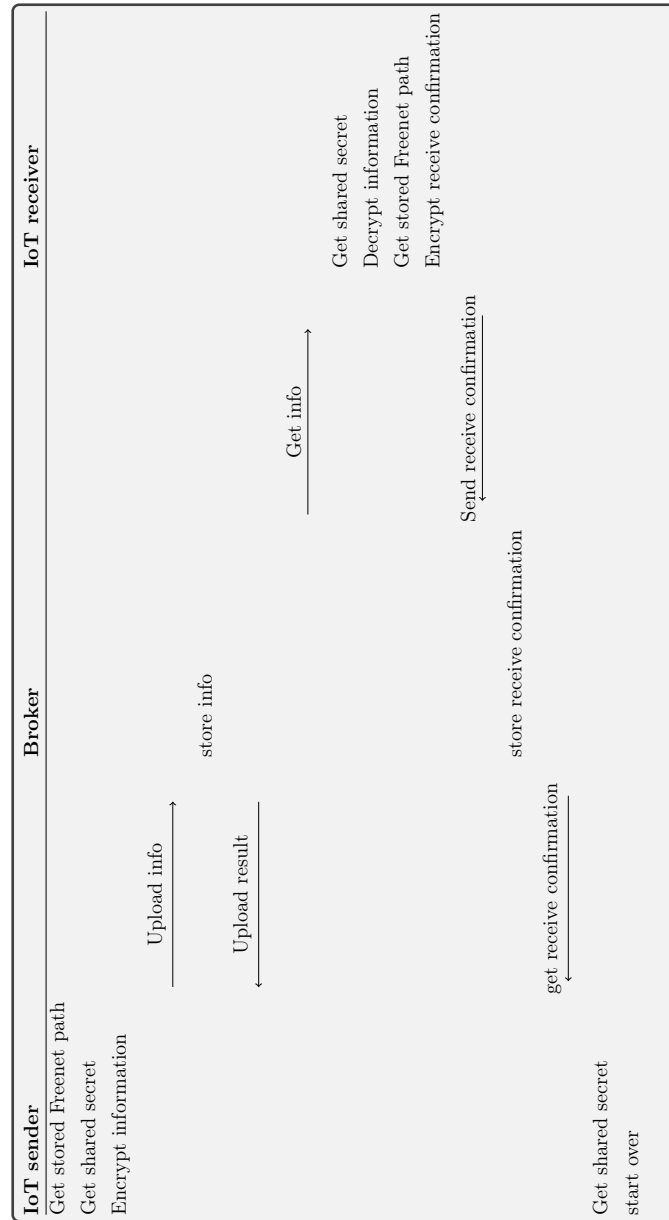 IoT sender
Broker
IoT receiver
Get stored Freenet path
Get shared secret
Encrypt information
Upload info
store info
Upload result
Get info
Get shared secret
Decrypt information
Get stored Freenet path
Encrypt receive confirmation
Send receive confirmation
store receive confirmation
get receive confirmation
Get shared secret
start over